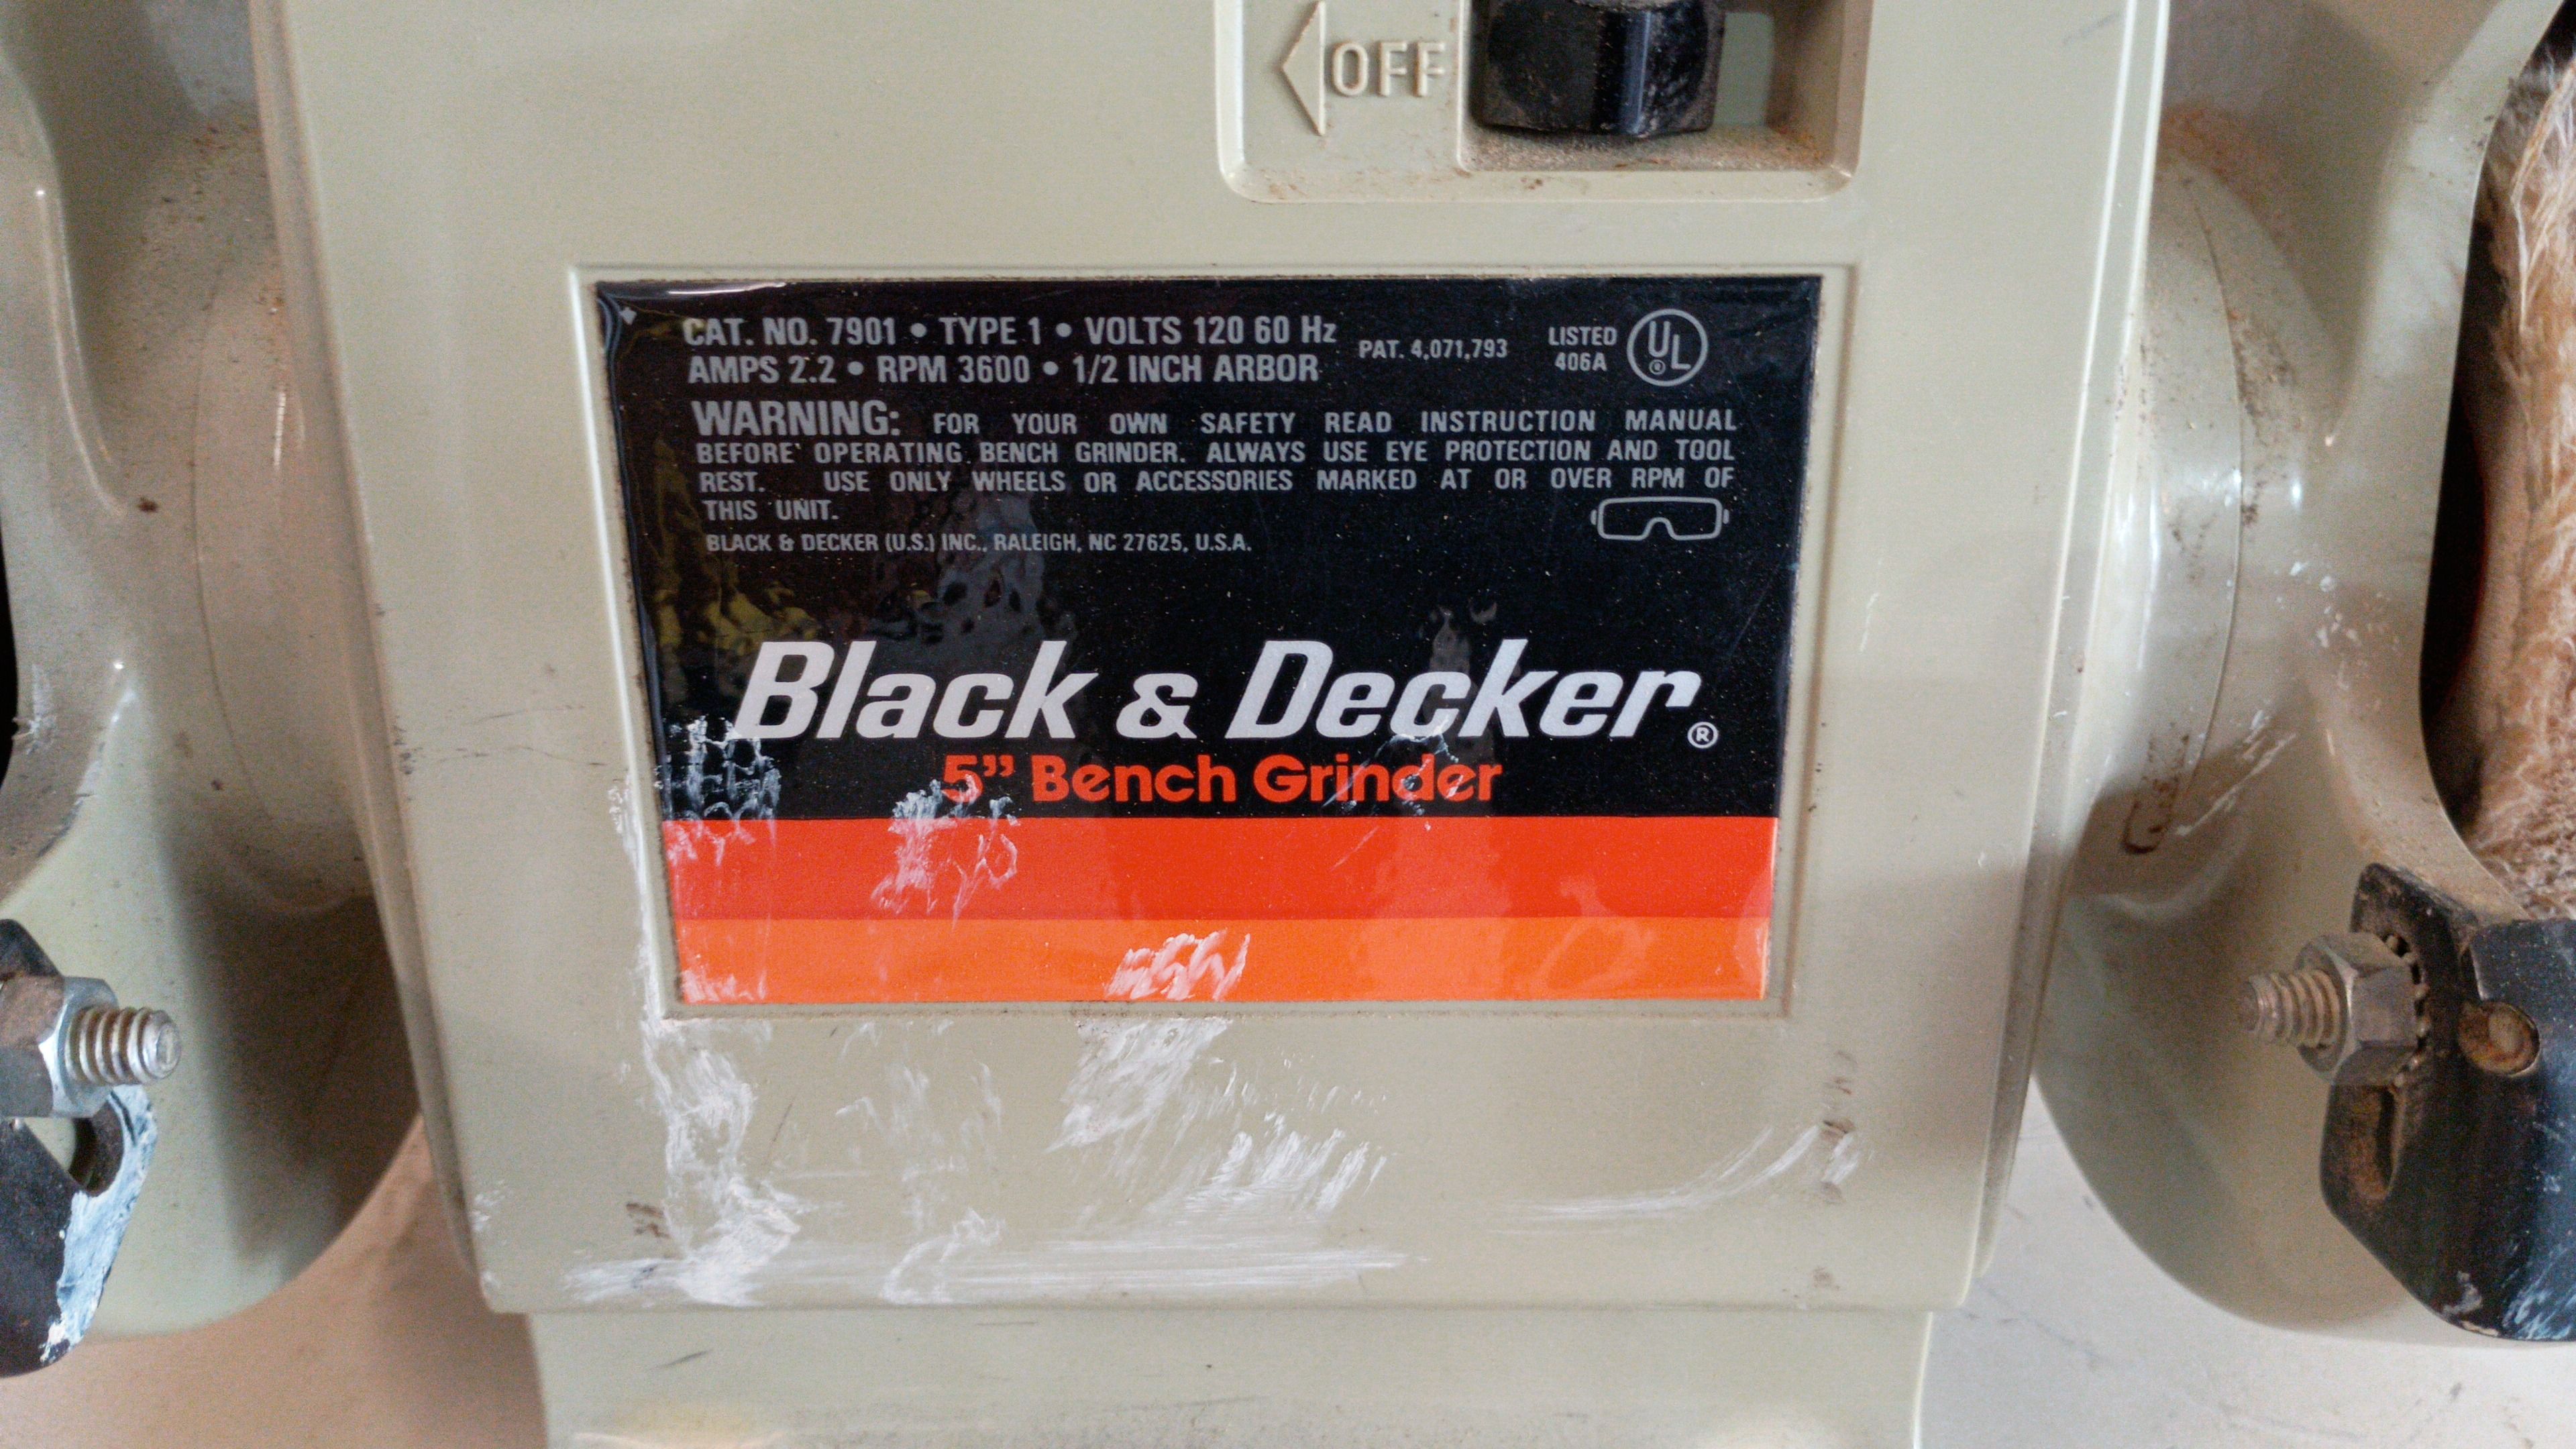 OFF
CAT. NO. 7901 • TYPE 1 • VOLTS 120 60 Hz
AMPS 2.2 • RPM 3600 • 1/2 INCH ARBOR
PAT. 4,071,793
LISTED
406A
UL
®
WARNING: FOR YOUR OWN SAFETY READ INSTRUCTION MANUAL
BEFORE OPERATING BENCH GRINDER. ALWAYS USE EYE PROTECTION AND TOOL
REST. USE ONLY WHEELS OR ACCESSORIES MARKED AT OR OVER RPM OF
THIS UNIT.
BLACK & DECKER (U.S.) INC., RALEIGH, NC 27625, U.S.A.
Black & Decker®
5” Bench Grinder